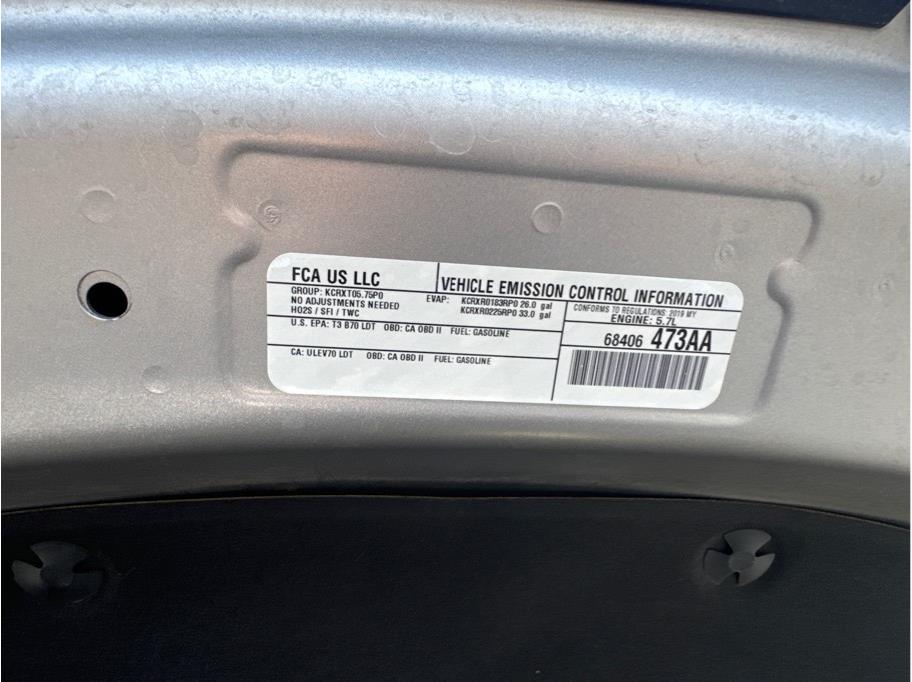 FCA US LLC
VEHICLE EMISSION CONTROL INFORMATION
GROUP: KCRXT05.75P0
NO ADJUSTMENTS NEEDED
HO2S / SFI / TWC
EVAP: KCRXR0183RP0 26.0 gal
KCRXR0225RP0 33.0 gal
CONFORMS TO REGULATIONS: 2019 MY
ENGINE: 5.7L
U.S. EPA: T3 B70 LDT OBD: CA OBD II FUEL: GASOLINE
68406 473AA
CA: ULEV70 LDT OBD: CA OBD II FUEL: GASOLINE